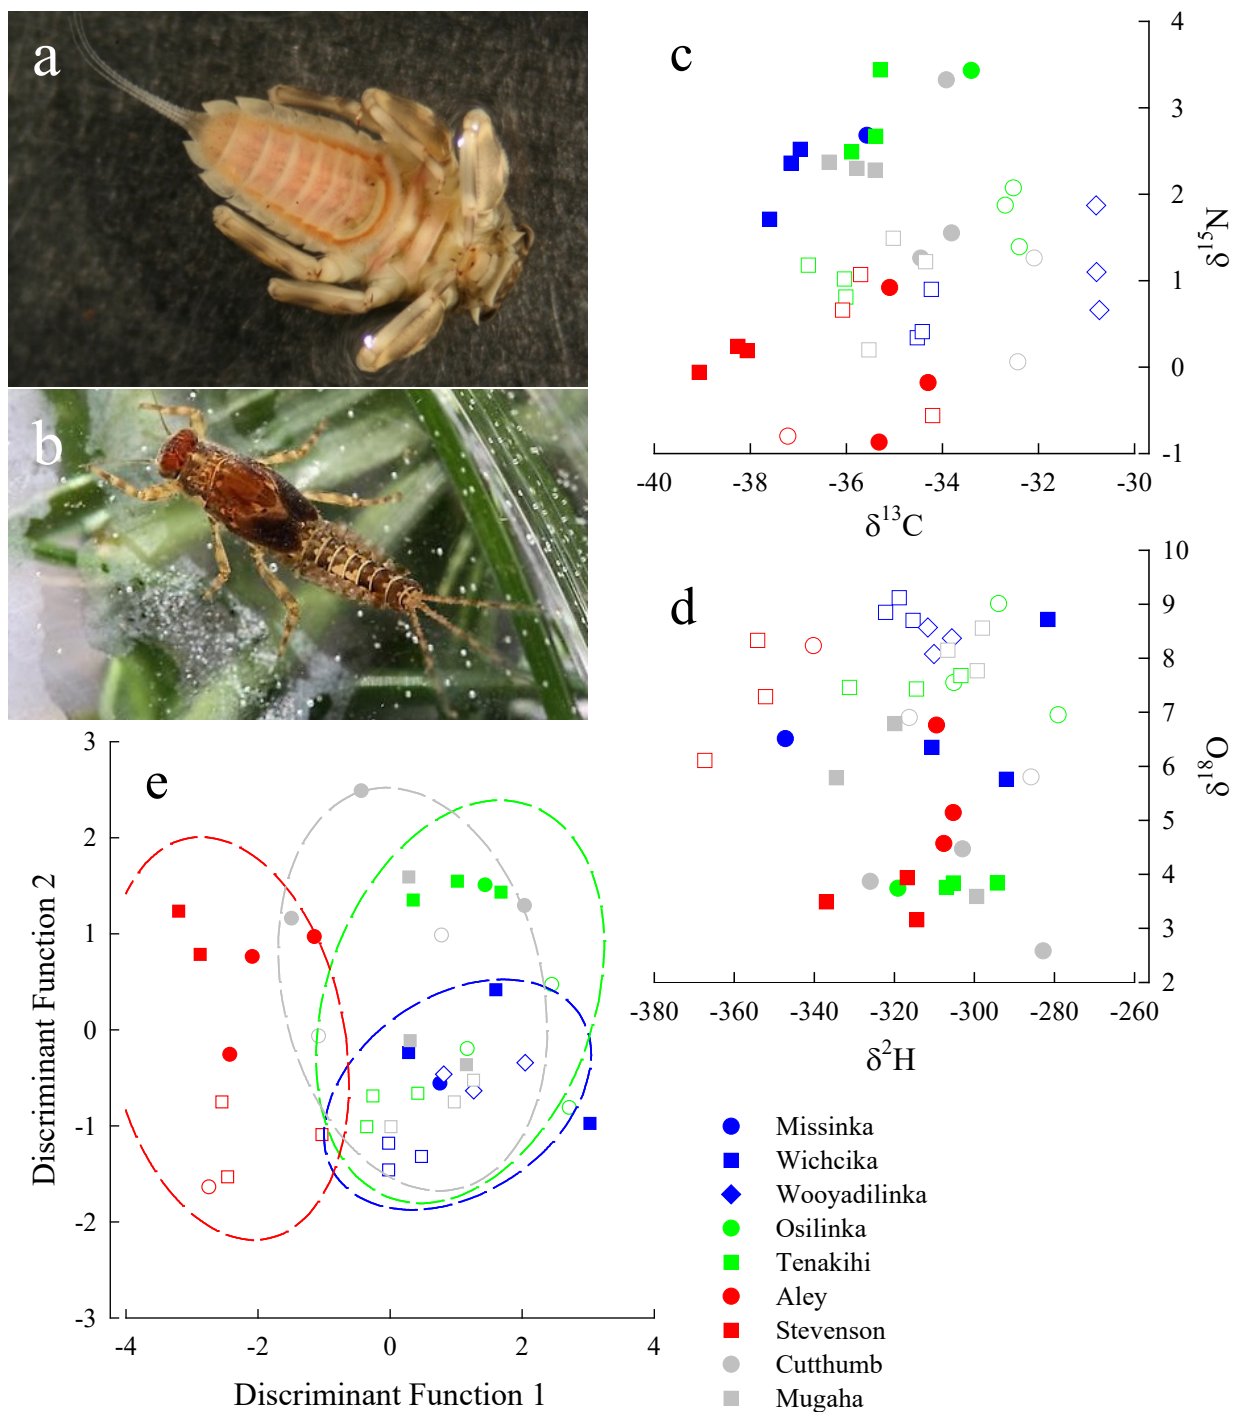 a
b
c
4
3
2
1
0
-1
δ15N
-40
-38
-36
-34
-32
-30
δ13C
d
10
9
8
7
6
5
4
3
2
δ18O
-380
-360
-340
-320
-300
-280
-260
δ2H
e
3
2
1
0
-1
-2
-3
Discriminant Function 2
-4
-2
0
2
4
Discriminant Function 1
Missinka
Wichcika
Wooyadilinka
Osilinka
Tenakihi
Aley
Stevenson
Cutthumb
Mugaha